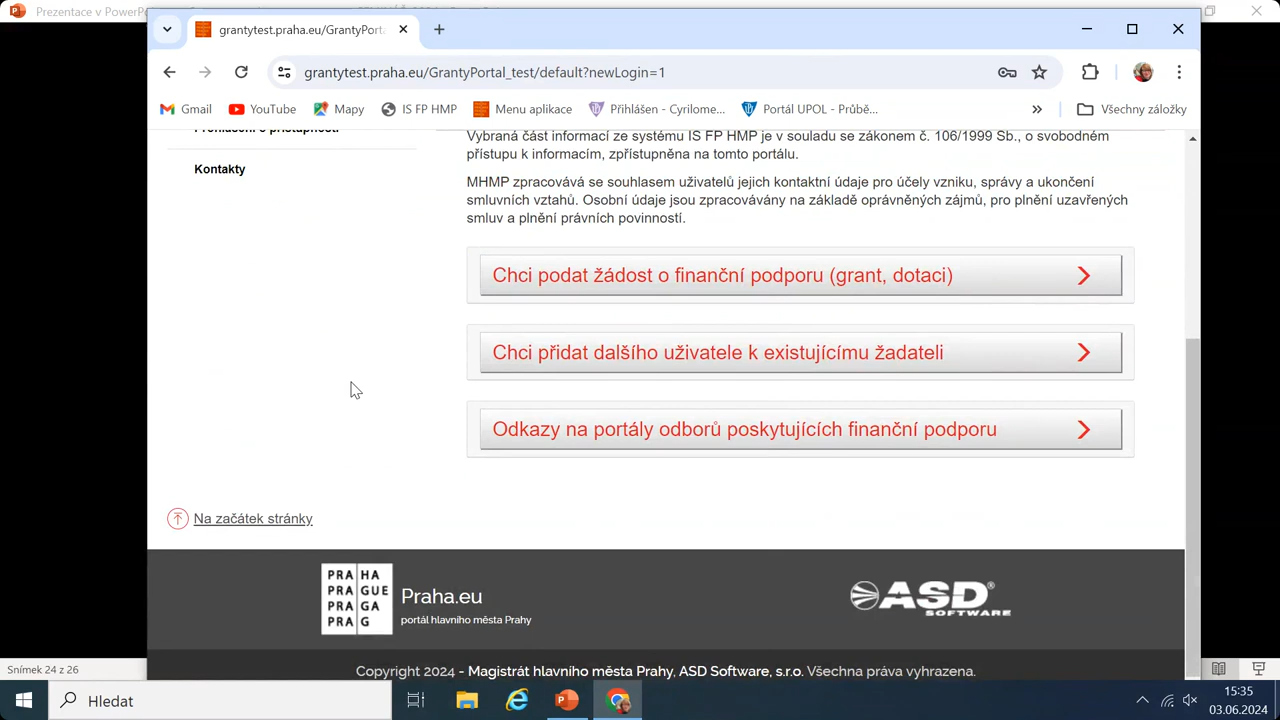 Prezentace v PowerPo
grantytest.praha.eu/GrantyPorta
grantytest.praha.eu/GrantyPortal_test/default?newLogin=1
Gmail YouTube Mapy IS FP HMP Menu aplikace Přihlášen - Cyrilome... Portál UPOL - Průbě... » Všechny záložky
Prohlášení o přístupnosti
Kontakty
Vybraná část informací ze systému IS FP HMP je v souladu se zákonem č. 106/1999 Sb., o svobodném
přístupu k informacím, zpřístupněna na tomto portálu.
MHMP zpracovává se souhlasem uživatelů jejich kontaktní údaje pro účely vzniku, správy a ukončení
smluvních vztahů. Osobní údaje jsou zpracovávány na základě oprávněných zájmů, pro plnění uzavřených
smluv a plnění právních povinností.
Chci podat žádost o finanční podporu (grant, dotaci)
Chci přidat dalšího uživatele k existujícímu žadateli
Odkazy na portály odborů poskytujících finanční podporu
Na začátek stránky
PRA HA
PRA GUE
PRA GA
PRA G
Praha.eu
portál hlavního města Prahy
ASD
SOFTWARE
Copyright 2024 - Magistrát hlavního města Prahy, ASD Software, s.r.o. Všechna práva vyhrazena.
Snímek 24 z 26
Hledat
15:35
03.06.2024